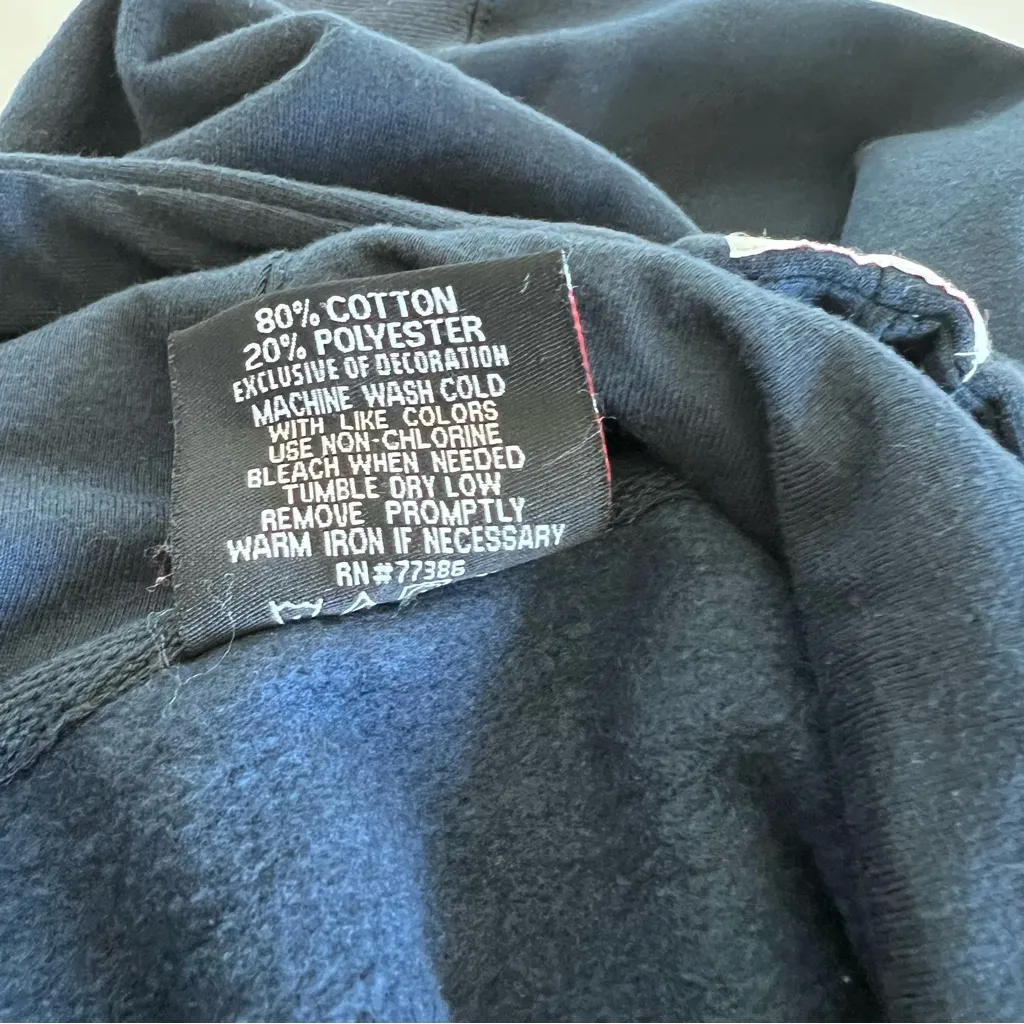 80% COTTON
20% POLYESTER
EXCLUSIVE OF DECORATION
MACHINE WASH COLD
WITH LIKE COLORS
USE NON-CHLORINE
BLEACH WHEN NEEDED
TUMBLE DRY LOW
REMOVE PROMPTLY
WARM IRON IF NECESSARY
RN#77386